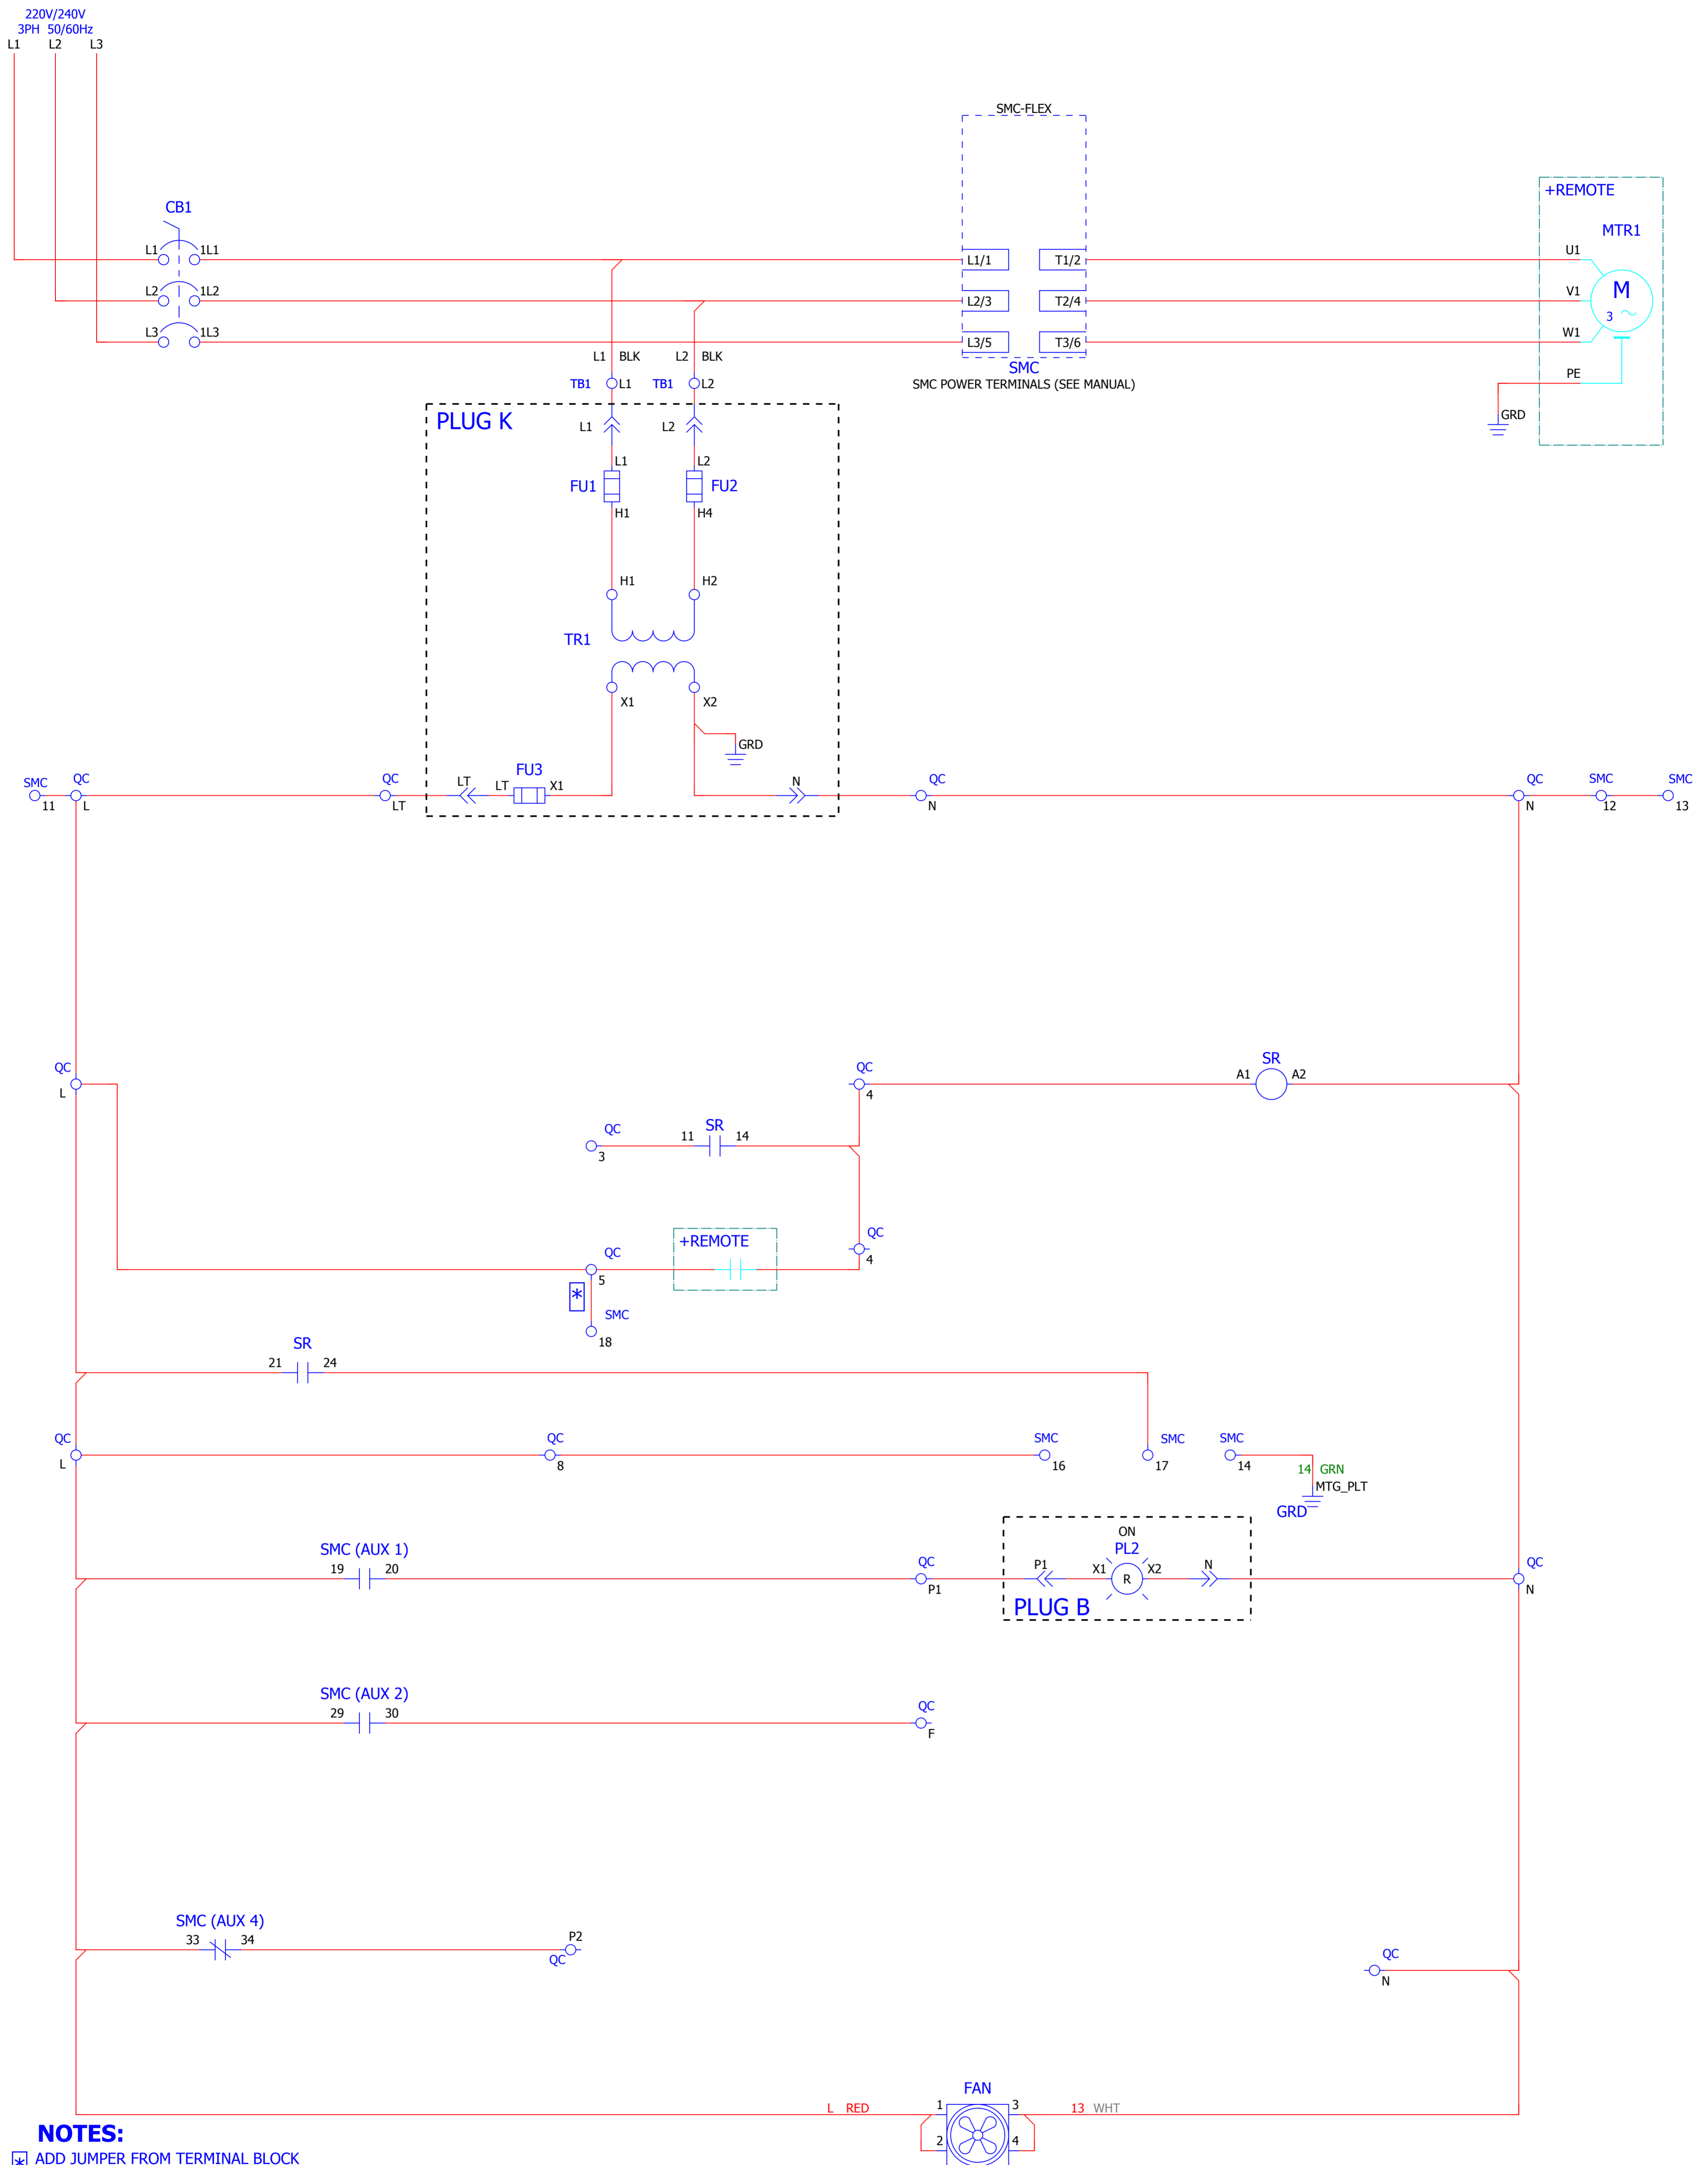 220V/240V
3PH 50/60Hz
L1 L2 L3
SMC-FLEX
+REMOTE
CB1
MTR1
L1 1L1
L1/1 T1/2
U1
L2 1L2
L2/3 T2/4
V1
M
3
L3 1L3
L3/5 T3/6
W1
L1 BLK L2 BLK
SMC
SMC POWER TERMINALS (SEE MANUAL)
PE
TB1 L1 TB1 L2
GRD
PLUG K
L1 L2
L1 L2
FU1 FU2
H1 H4
H1 H2
TR1
X1 X2
GRD
SMC QC QC LT LT FU3 X1 N QC QC SMC SMC
11 L LT N N 12 13
QC QC SR
A1 A2
L 4
QC 11 SR 14
3
+REMOTE
QC QC
4
5
*
SMC
18
SR
21 24
QC QC SMC SMC SMC
L 8 16 17 14
14 GRN
MTG_PLT
GRD
ON
SMC (AUX 1) PL2
19 20 QC P1 X1 X2 N QC
R
P1 N
PLUG B
SMC (AUX 2)
29 30 QC
F
SMC (AUX 4)
33 34 P2
QC
QC
N
FAN
L RED 1 3 13 WHT
2 4
NOTES:
* ADD JUMPER FROM TERMINAL BLOCK